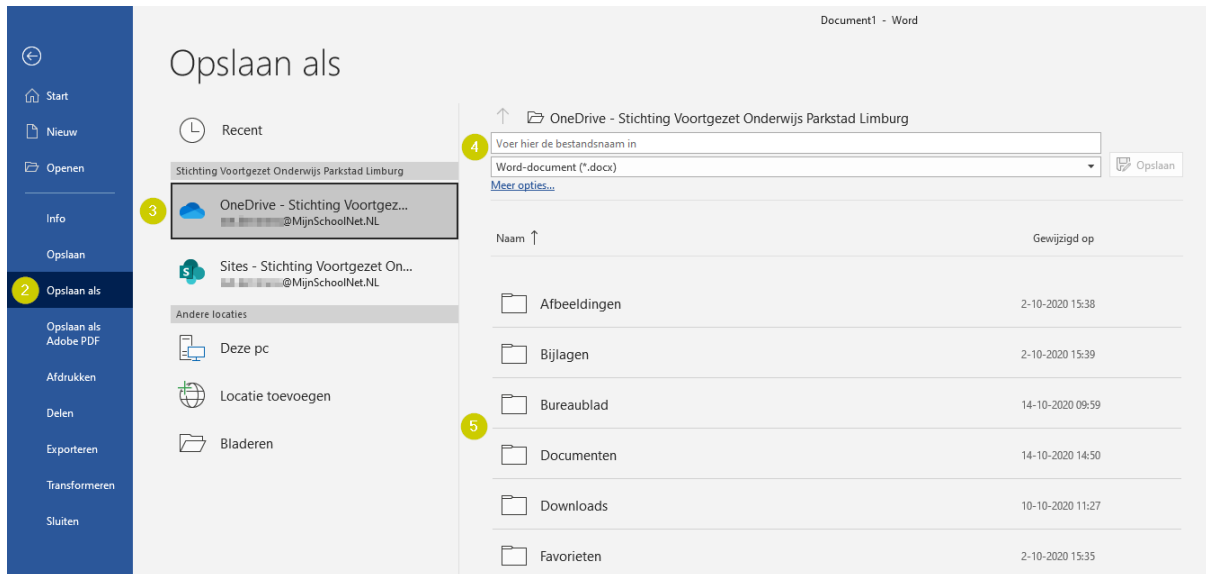 Document1 - Word
Start
Nieuw
Openen
Info
Opslaan
2
Opslaan als
Opslaan als
Adobe PDF
Afdrukken
Delen
Exporteren
Transformeren
Sluiten
Opslaan als
Recent
Stichting Voortgezet Onderwijs Parkstad Limburg
3
OneDrive - Stichting Voortgez...
@MijnSchoolNet.NL
Sites - Stichting Voortgezet On...
@MijnSchoolNet.NL
Andere locaties
Deze pc
Locatie toevoegen
Bladeren
OneDrive - Stichting Voortgezet Onderwijs Parkstad Limburg
4
Voer hier de bestandsnaam in
Word-document (*.docx)
Opslaan
Meer opties...
Naam ↑ Gewijzigd op
Afbeeldingen 2-10-2020 15:38
Bijlagen 2-10-2020 15:39
Bureaublad 14-10-2020 09:59
5
Documenten 14-10-2020 14:50
Downloads 10-10-2020 11:27
Favorieten 2-10-2020 15:35